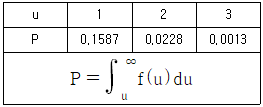 u 1 2 3
P 0.1587 0.0228 0.0013
P = ∫_u^∞ f(u) du